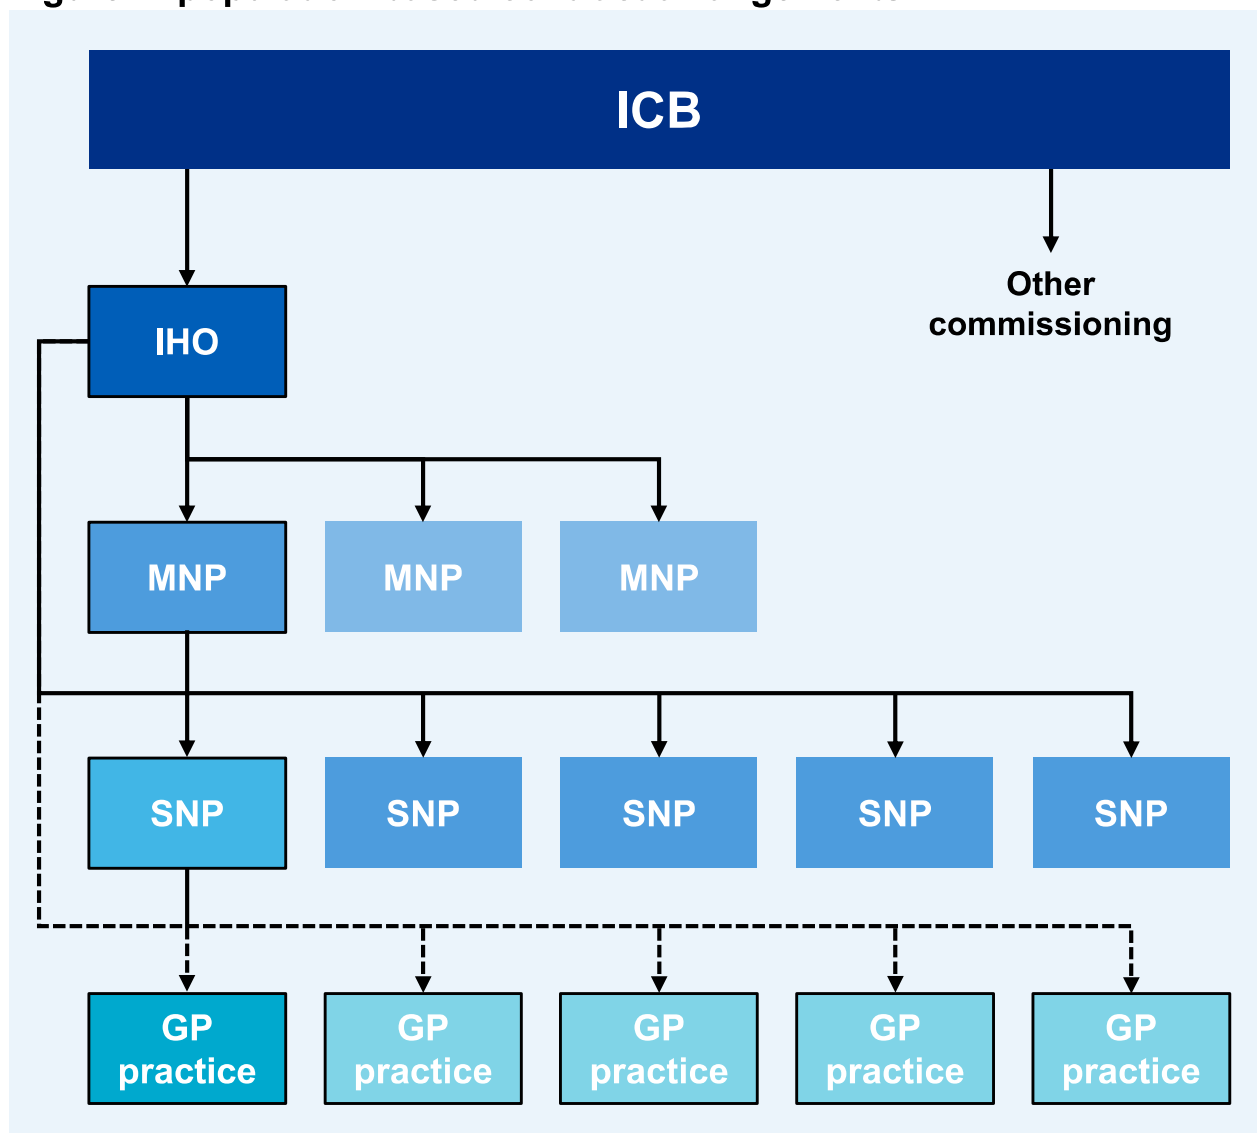 ICB
Other
commissioning
IHO
MNP MNP MNP
SNP SNP SNP SNP SNP
GP GP GP GP GP
practice practice practice practice practice